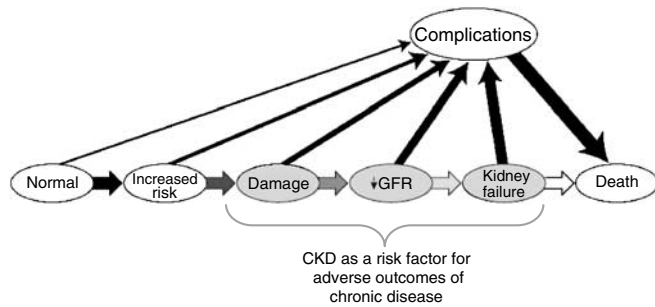 Complications
Normal
Increased
risk
Damage
↓GFR
Kidney
failure
Death
CKD as a risk factor for
adverse outcomes of
chronic disease